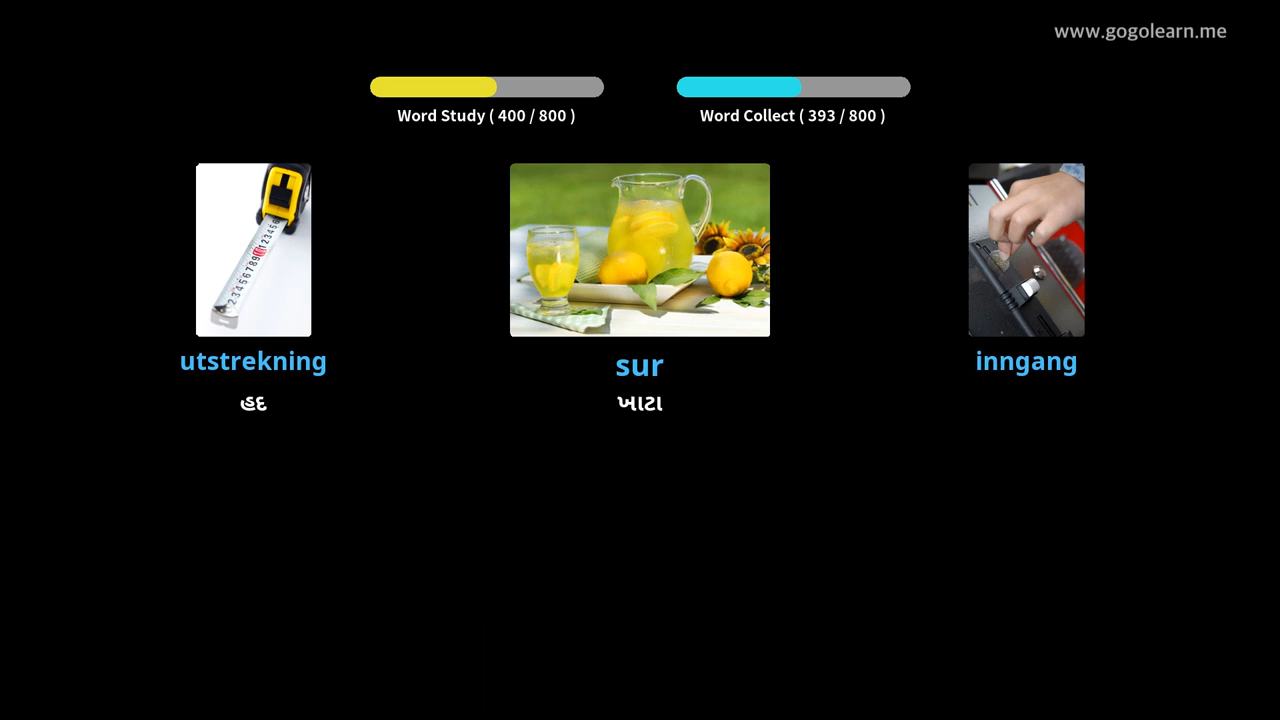 www.gogolearn.me
Word Study ( 400 / 800 )
Word Collect ( 393 / 800 )
utstrekning
sur
inngang
હદ
ખાટા